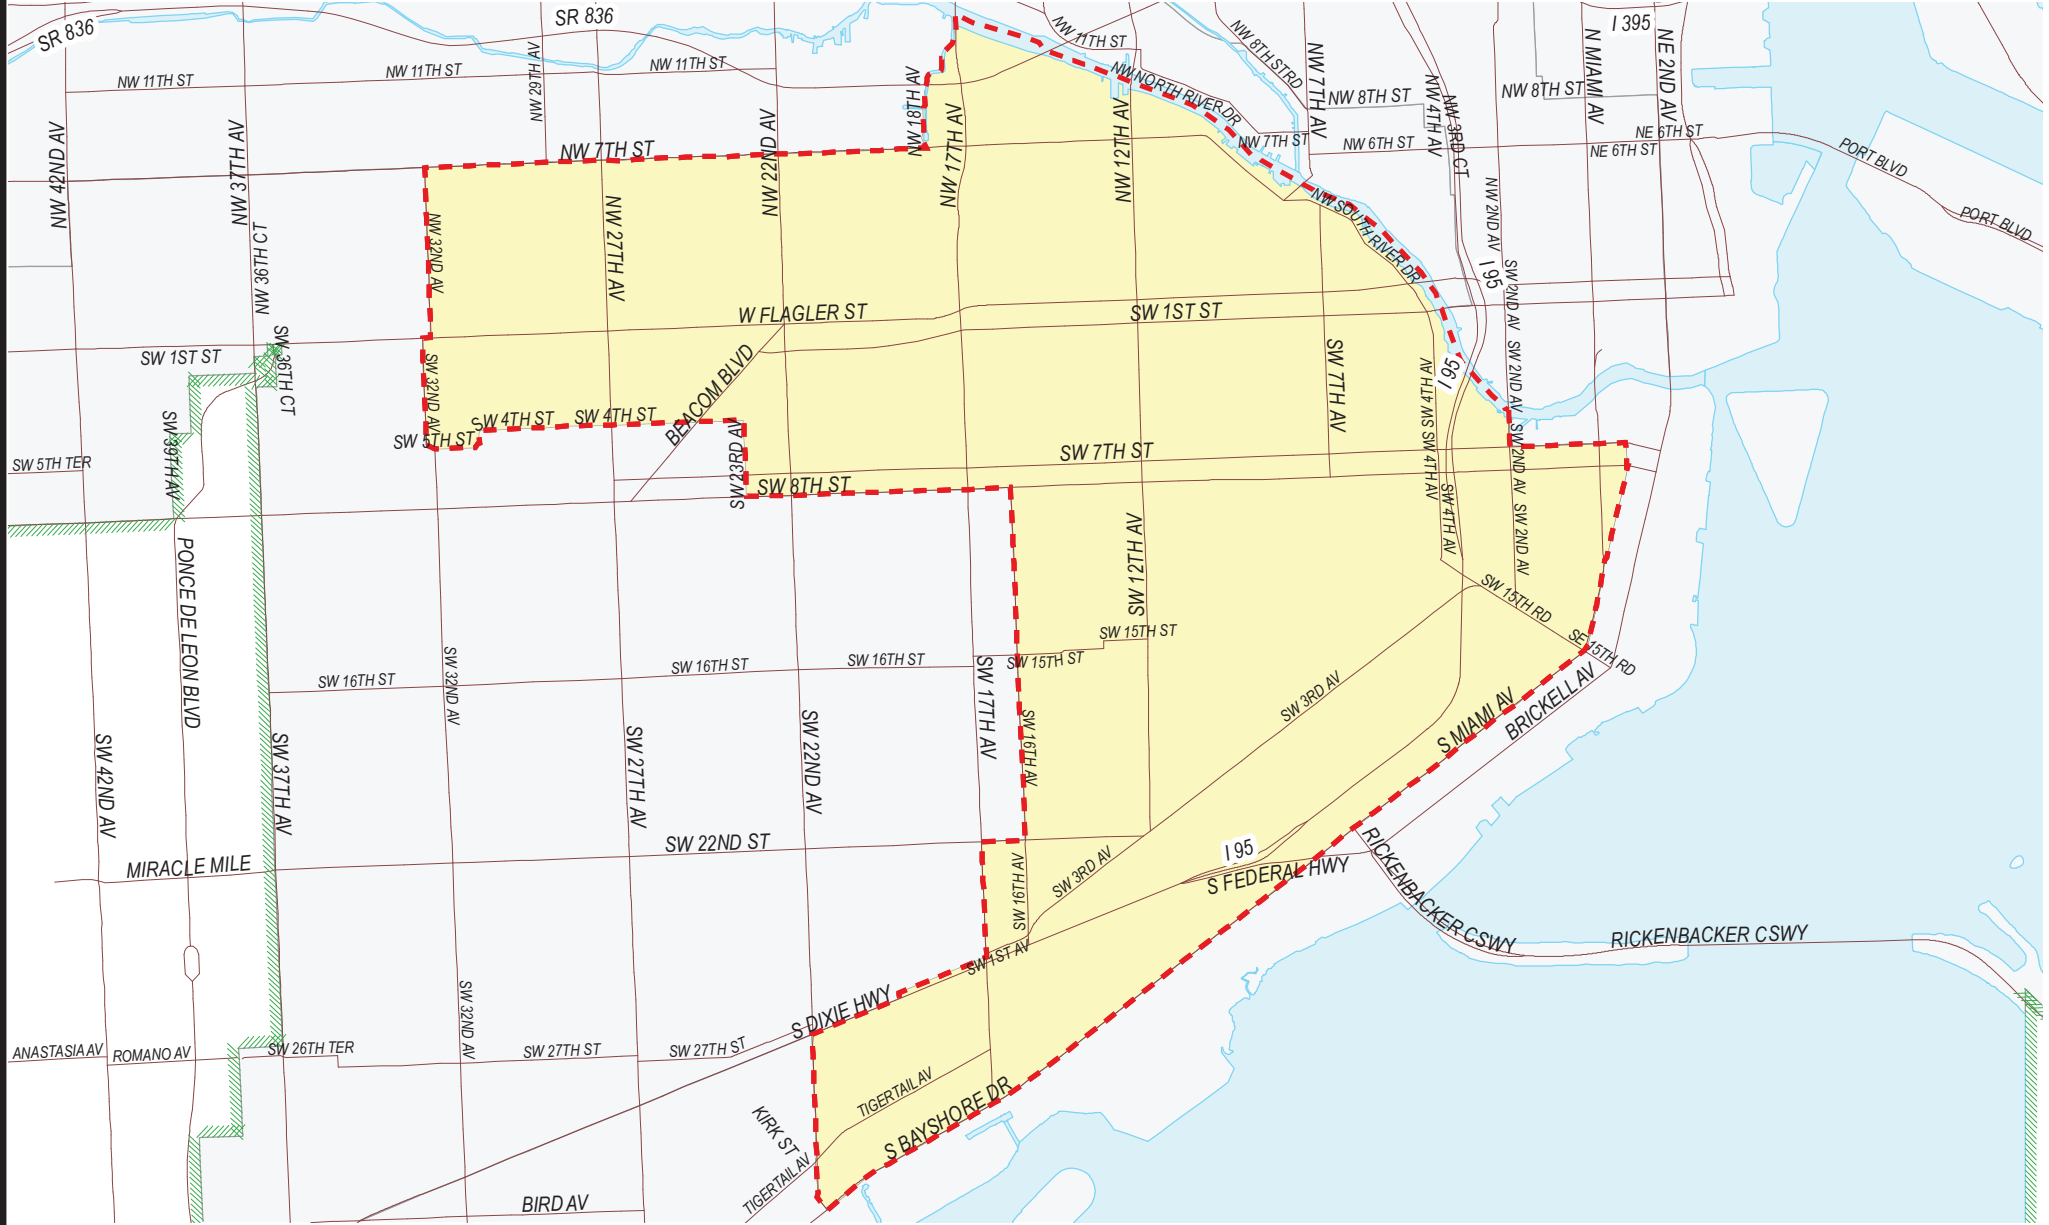 SR 836
SR 836
I 395
NW 11TH ST
NW 11TH ST
NW 11TH ST
NW 11TH ST
NW 29TH AV
NW 8TH STRD
NW 7TH AV
N MIAMI AV
NE 2ND AV
NW 18TH AV
NW NORTH RIVER DR
NW 8TH ST
NW 8TH ST
NW 4TH AV
NW 3RD CT
NW 42ND AV
NW 37TH AV
NW 22ND AV
NW 17TH AV
NW 12TH AV
NW 7TH ST
NW 7TH ST
NW 6TH ST
NE 6TH ST
NE 6TH ST
PORT BLVD
PORT BLVD
NW 2ND AV
NW 36TH CT
NW 32ND AV
NW 27TH AV
NW SOUTH RIVER DR
I 95
SW 2ND AV
W FLAGLER ST
SW 1ST ST
SW 1ST ST
SW 36TH CT
SW 32ND AV
BEACOM BLVD
SW 7TH AV
SW 4TH AV
I 95
SW 2ND AV
SW 39TH AV
SW 5TH ST
SW 4TH ST
SW 4TH ST
SW 23RD AV
SW 5TH TER
SW 7TH ST
SW 8TH ST
SW 4TH AV
SW 4TH AV
SW 2ND AV
SW 2ND AV
PONCE DE LEON BLVD
SW 12TH AV
SW 15TH RD
SE 15TH RD
SW 15TH ST
SW 15TH ST
SW 16TH ST
SW 16TH ST
SW 16TH ST
SW 32ND AV
SW 17TH AV
SW 16TH AV
SW 3RD AV
S MIAMI AV
BRICKELL AV
SW 42ND AV
SW 37TH AV
SW 27TH AV
SW 22ND AV
SW 22ND ST
MIRACLE MILE
SW 16TH AV
SW 3RD AV
I 95
S FEDERAL HWY
RICKENBACKER CSWY
RICKENBACKER CSWY
SW 1ST AV
S DIXIE HWY
SW 32ND AV
ANASTASIA AV
ROMANO AV
SW 26TH TER
SW 27TH ST
SW 27TH ST
TIGERTAIL AV
S BAYSHORE DR
KIRK ST
TIGERTAIL AV
BIRD AV